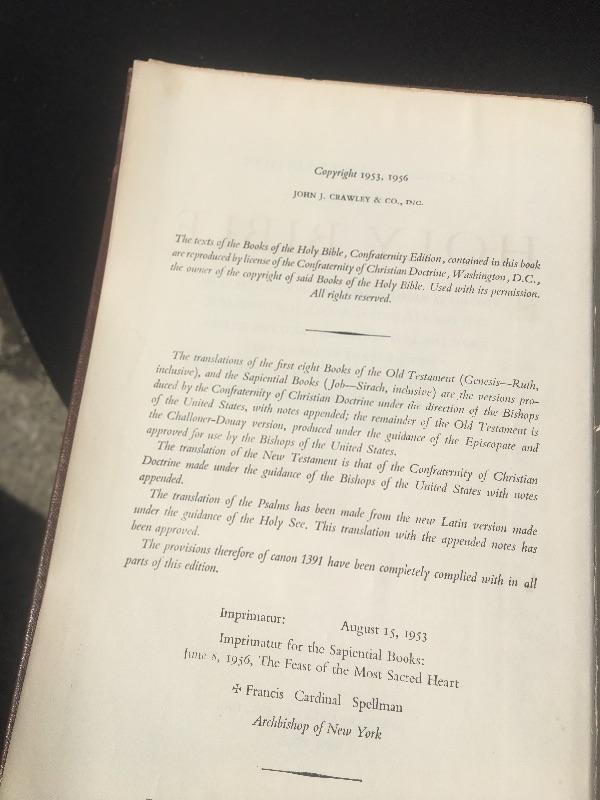 Copyright 1953, 1956
JOHN J. CRAWLEY & CO., INC.
The texts of the Books of the Holy Bible, Confraternity Edition, contained in this book
are reproduced by license of the Confraternity of Christian Doctrine, Washington, D.C.,
the owner of the copyright of said Books of the Holy Bible. Used with its permission.
All rights reserved.
The translations of the first eight Books of the Old Testament (Genesis—Ruth,
inclusive), and the Sapiential Books (Job—Sirach, inclusive) are the versions pro-
duced by the Confraternity of Christian Doctrine under the direction of the Bishops
of the United States, with notes appended; the remainder of the Old Testament is
the Challoner-Douay version, produced under the guidance of the Episcopate and
approved for use by the Bishops of the United States.
The translation of the New Testament is that of the Confraternity of Christian
Doctrine made under the guidance of the Bishops of the United States with notes
appended.
The translation of the Psalms has been made from the new Latin version made
under the guidance of the Holy See. This translation with the appended notes has
been approved.
The provisions therefore of canon 1391 have been completely complied with in all
parts of this edition.
Imprimatur: August 15, 1953
Imprimatur for the Sapiential Books:
June 8, 1956, The Feast of the Most Sacred Heart
✠ Francis Cardinal Spellman
Archbishop of New York